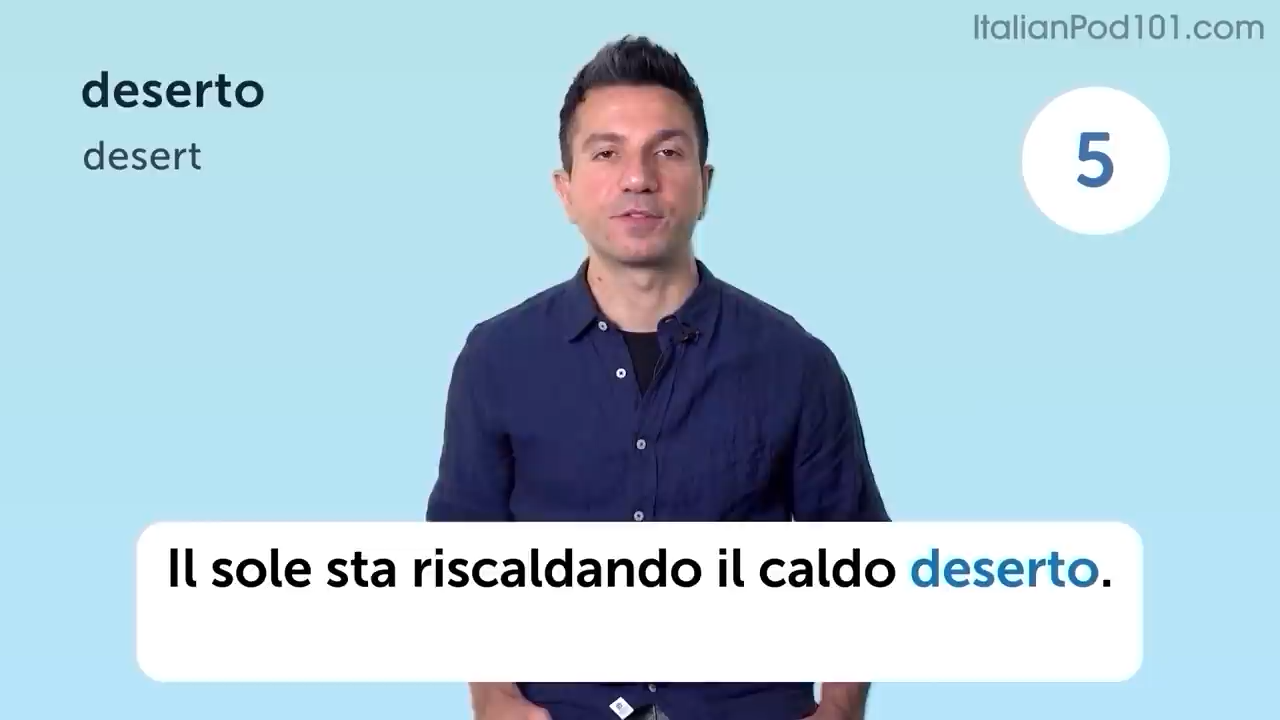 ItalianPod101.com
deserto
desert
5
Il sole sta riscaldando il caldo deserto.